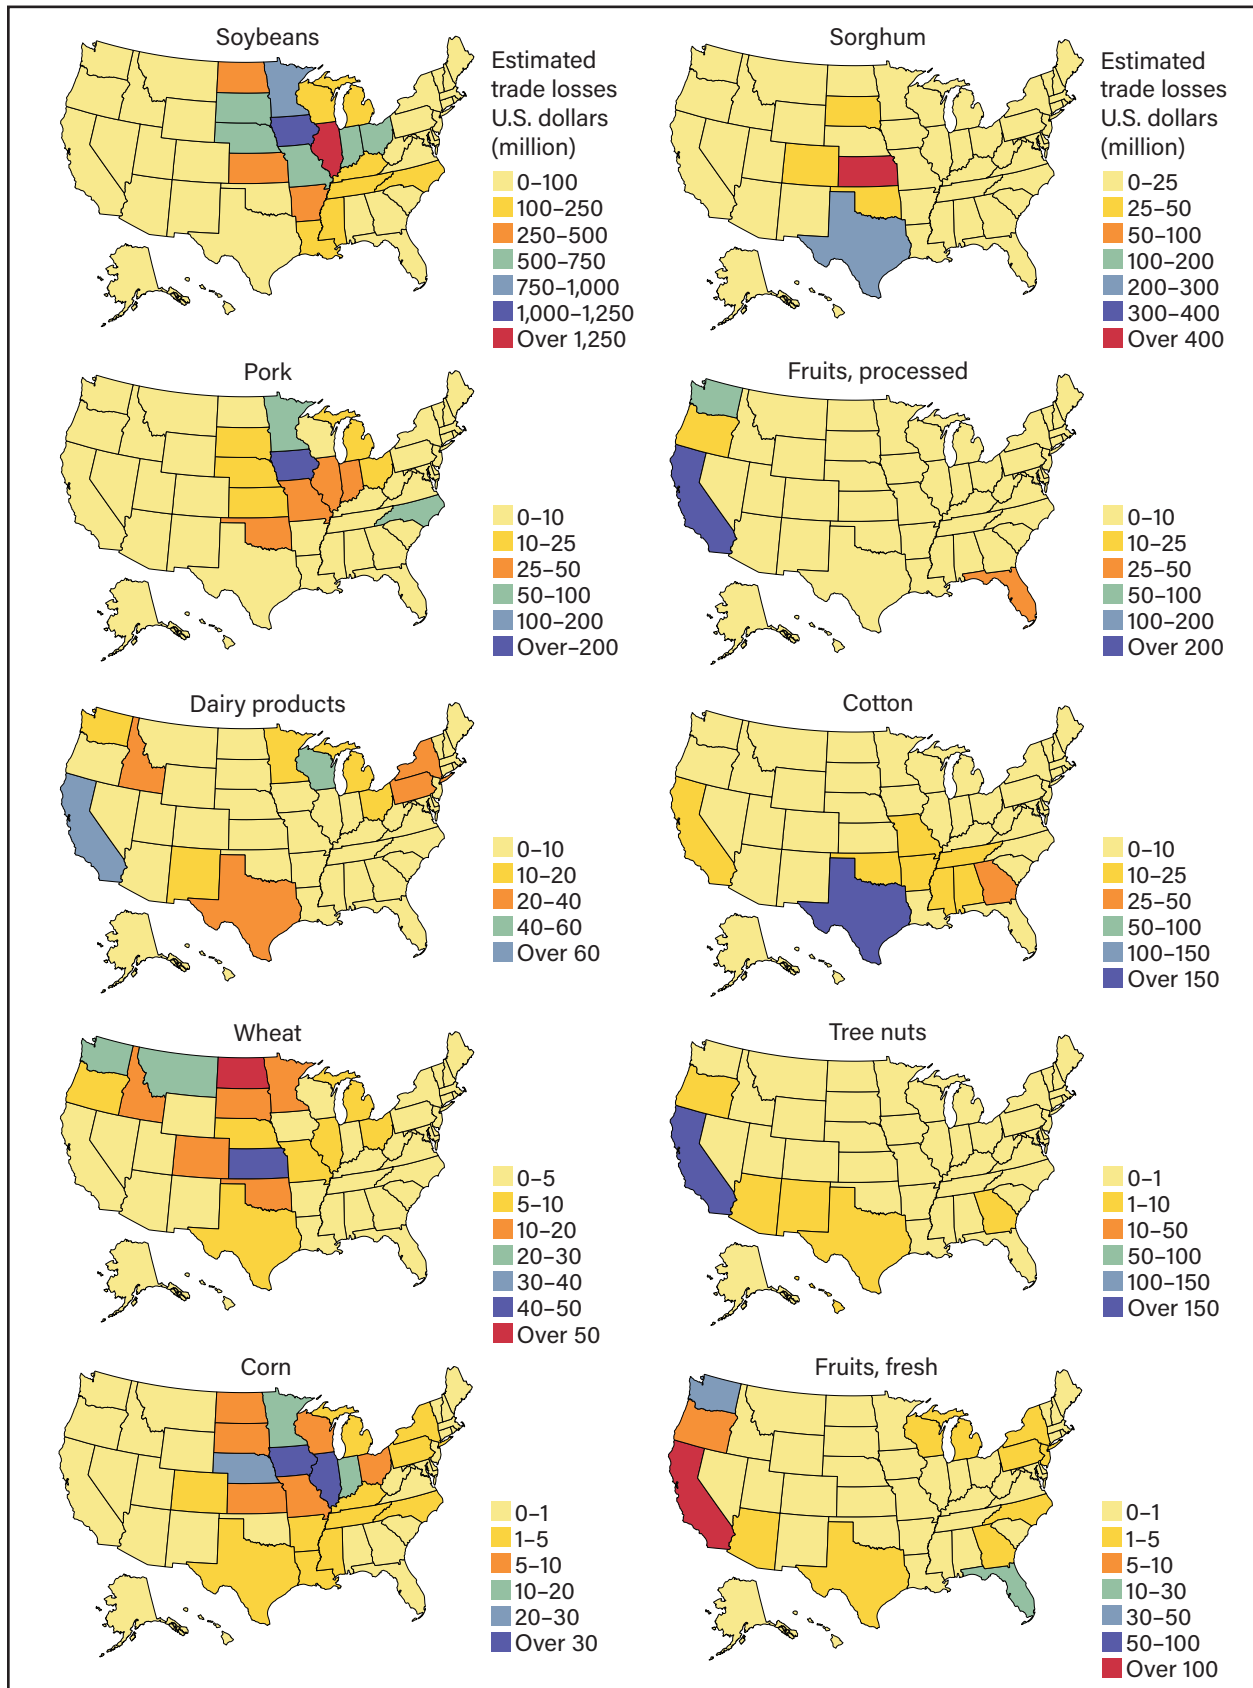 Soybeans
Estimated
trade losses
U.S. dollars
(million)
0–100
100–250
250–500
500–750
750–1,000
1,000–1,250
Over 1,250
Sorghum
Estimated
trade losses
U.S. dollars
(million)
0–25
25–50
50–100
100–200
200–300
300–400
Over 400
Pork
0–10
10–25
25–50
50–100
100–200
Over–200
Fruits, processed
0–10
10–25
25–50
50–100
100–200
Over 200
Dairy products
0–10
10–20
20–40
40–60
Over 60
Cotton
0–10
10–25
25–50
50–100
100–150
Over 150
Wheat
0–5
5–10
10–20
20–30
30–40
40–50
Over 50
Tree nuts
0–1
1–10
10–50
50–100
100–150
Over 150
Corn
0–1
1–5
5–10
10–20
20–30
Over 30
Fruits, fresh
0–1
1–5
5–10
10–30
30–50
50–100
Over 100